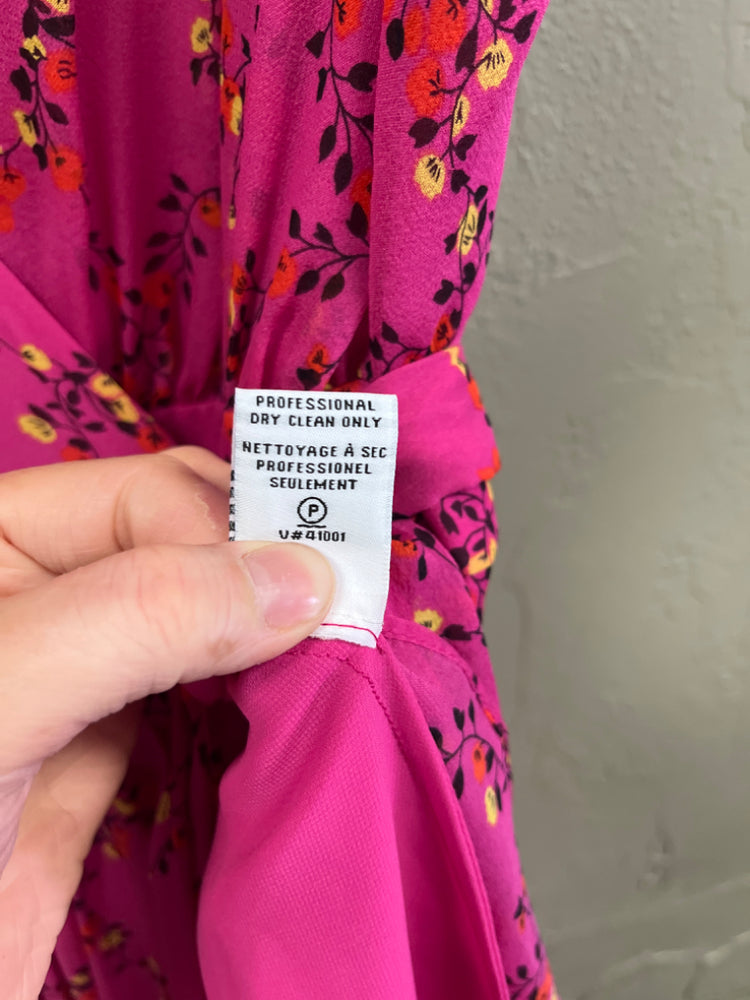 PROFESSIONAL
DRY CLEAN ONLY
NETTOYAGE À SEC
PROFESSIONEL
SEULEMENT
P
V#41001